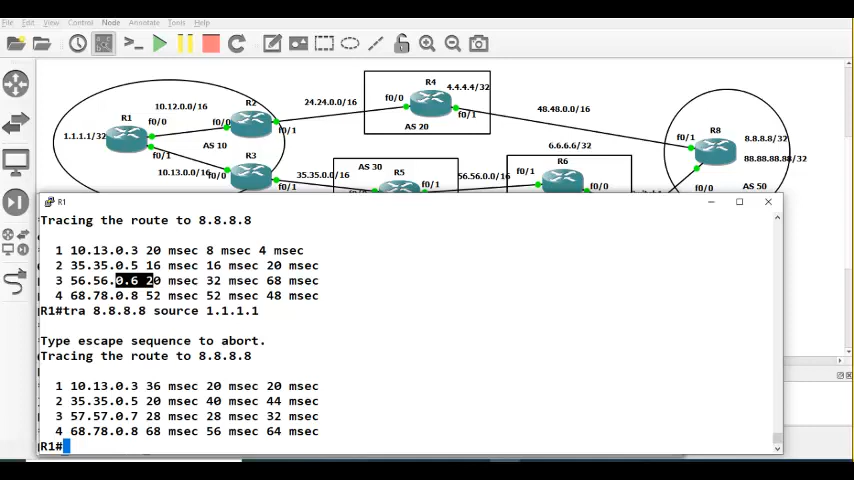 File Edit View Control Node Annotate Tools Help
R4
4.4.4.4/32
10.12.0.0/16
R2
24.24.0.0/16
f0/0
R1
f0/0
f0/0
f0/1
48.48.0.0/16
1.1.1.1/32
f0/1
AS 20
R8
f0/1
AS 10
f0/1
R3
6.6.6.6/32
8.8.8.8/32
AS 30
R6
88.88.88.88/32
10.13.0.0/16
f0/0
35.35.0.0/16
R5
56.56.0.0/16
f0/1
f0/1
f0/1
f0/0
f0/0
AS 50
R1
Tracing the route to 8.8.8.8
1 10.13.0.3 20 msec 8 msec 4 msec
2 35.35.0.5 16 msec 16 msec 20 msec
3 56.56.0.6 20 msec 32 msec 68 msec
4 68.78.0.8 52 msec 52 msec 48 msec
R1#tra 8.8.8.8 source 1.1.1.1
Type escape sequence to abort.
Tracing the route to 8.8.8.8
1 10.13.0.3 36 msec 20 msec 20 msec
2 35.35.0.5 20 msec 40 msec 44 msec
3 57.57.0.7 28 msec 28 msec 32 msec
4 68.78.0.8 68 msec 56 msec 64 msec
R1#